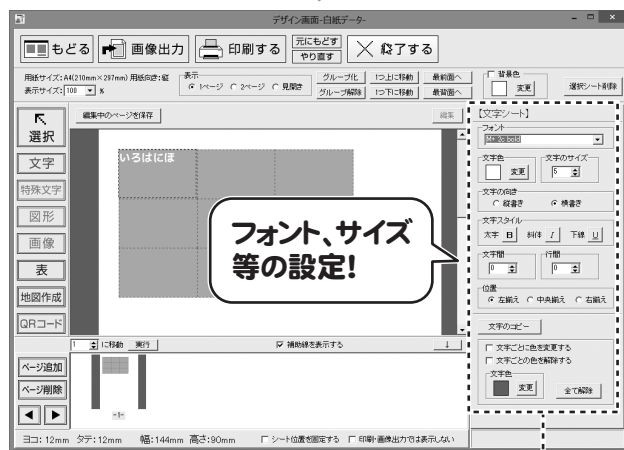 デザイン画面-白紙データ-
もどる 画像出力 印刷する 元にもどす やり直す 終了する
用紙サイズ:A4(210mm×297mm) 用紙向き:縦
表示サイズ: 100 %
表示
1ページ 2ページ 見開き
グループ化 1つ上に移動 最前面へ
グループ解除 1つ下に移動 最背面へ
背景色
変更
選択シート削除
選択
文字
特殊文字
図形
画像
表
地図作成
QRコード
編集中のページを保存
編集
いろはにほ
フォント、サイズ
等の設定!
【文字シート】
フォント
文字色
変更
文字のサイズ
5
文字の向き
縦書き 横書き
文字スタイル
太字 B 斜体 I 下線 U
文字間
0
行間
0
位置
左揃え 中央揃え 右揃え
文字のコピー
文字ごとに色を変更する
文字ごとの色を解除する
文字色
変更
全て解除
1 に移動 実行 補助線を表示する ↓
ページ追加
ページ削除
-1-
ヨコ: 12mm タテ: 12mm 幅:144mm 高さ:90mm シート位置を固定する 印刷・画像出力では表示しない